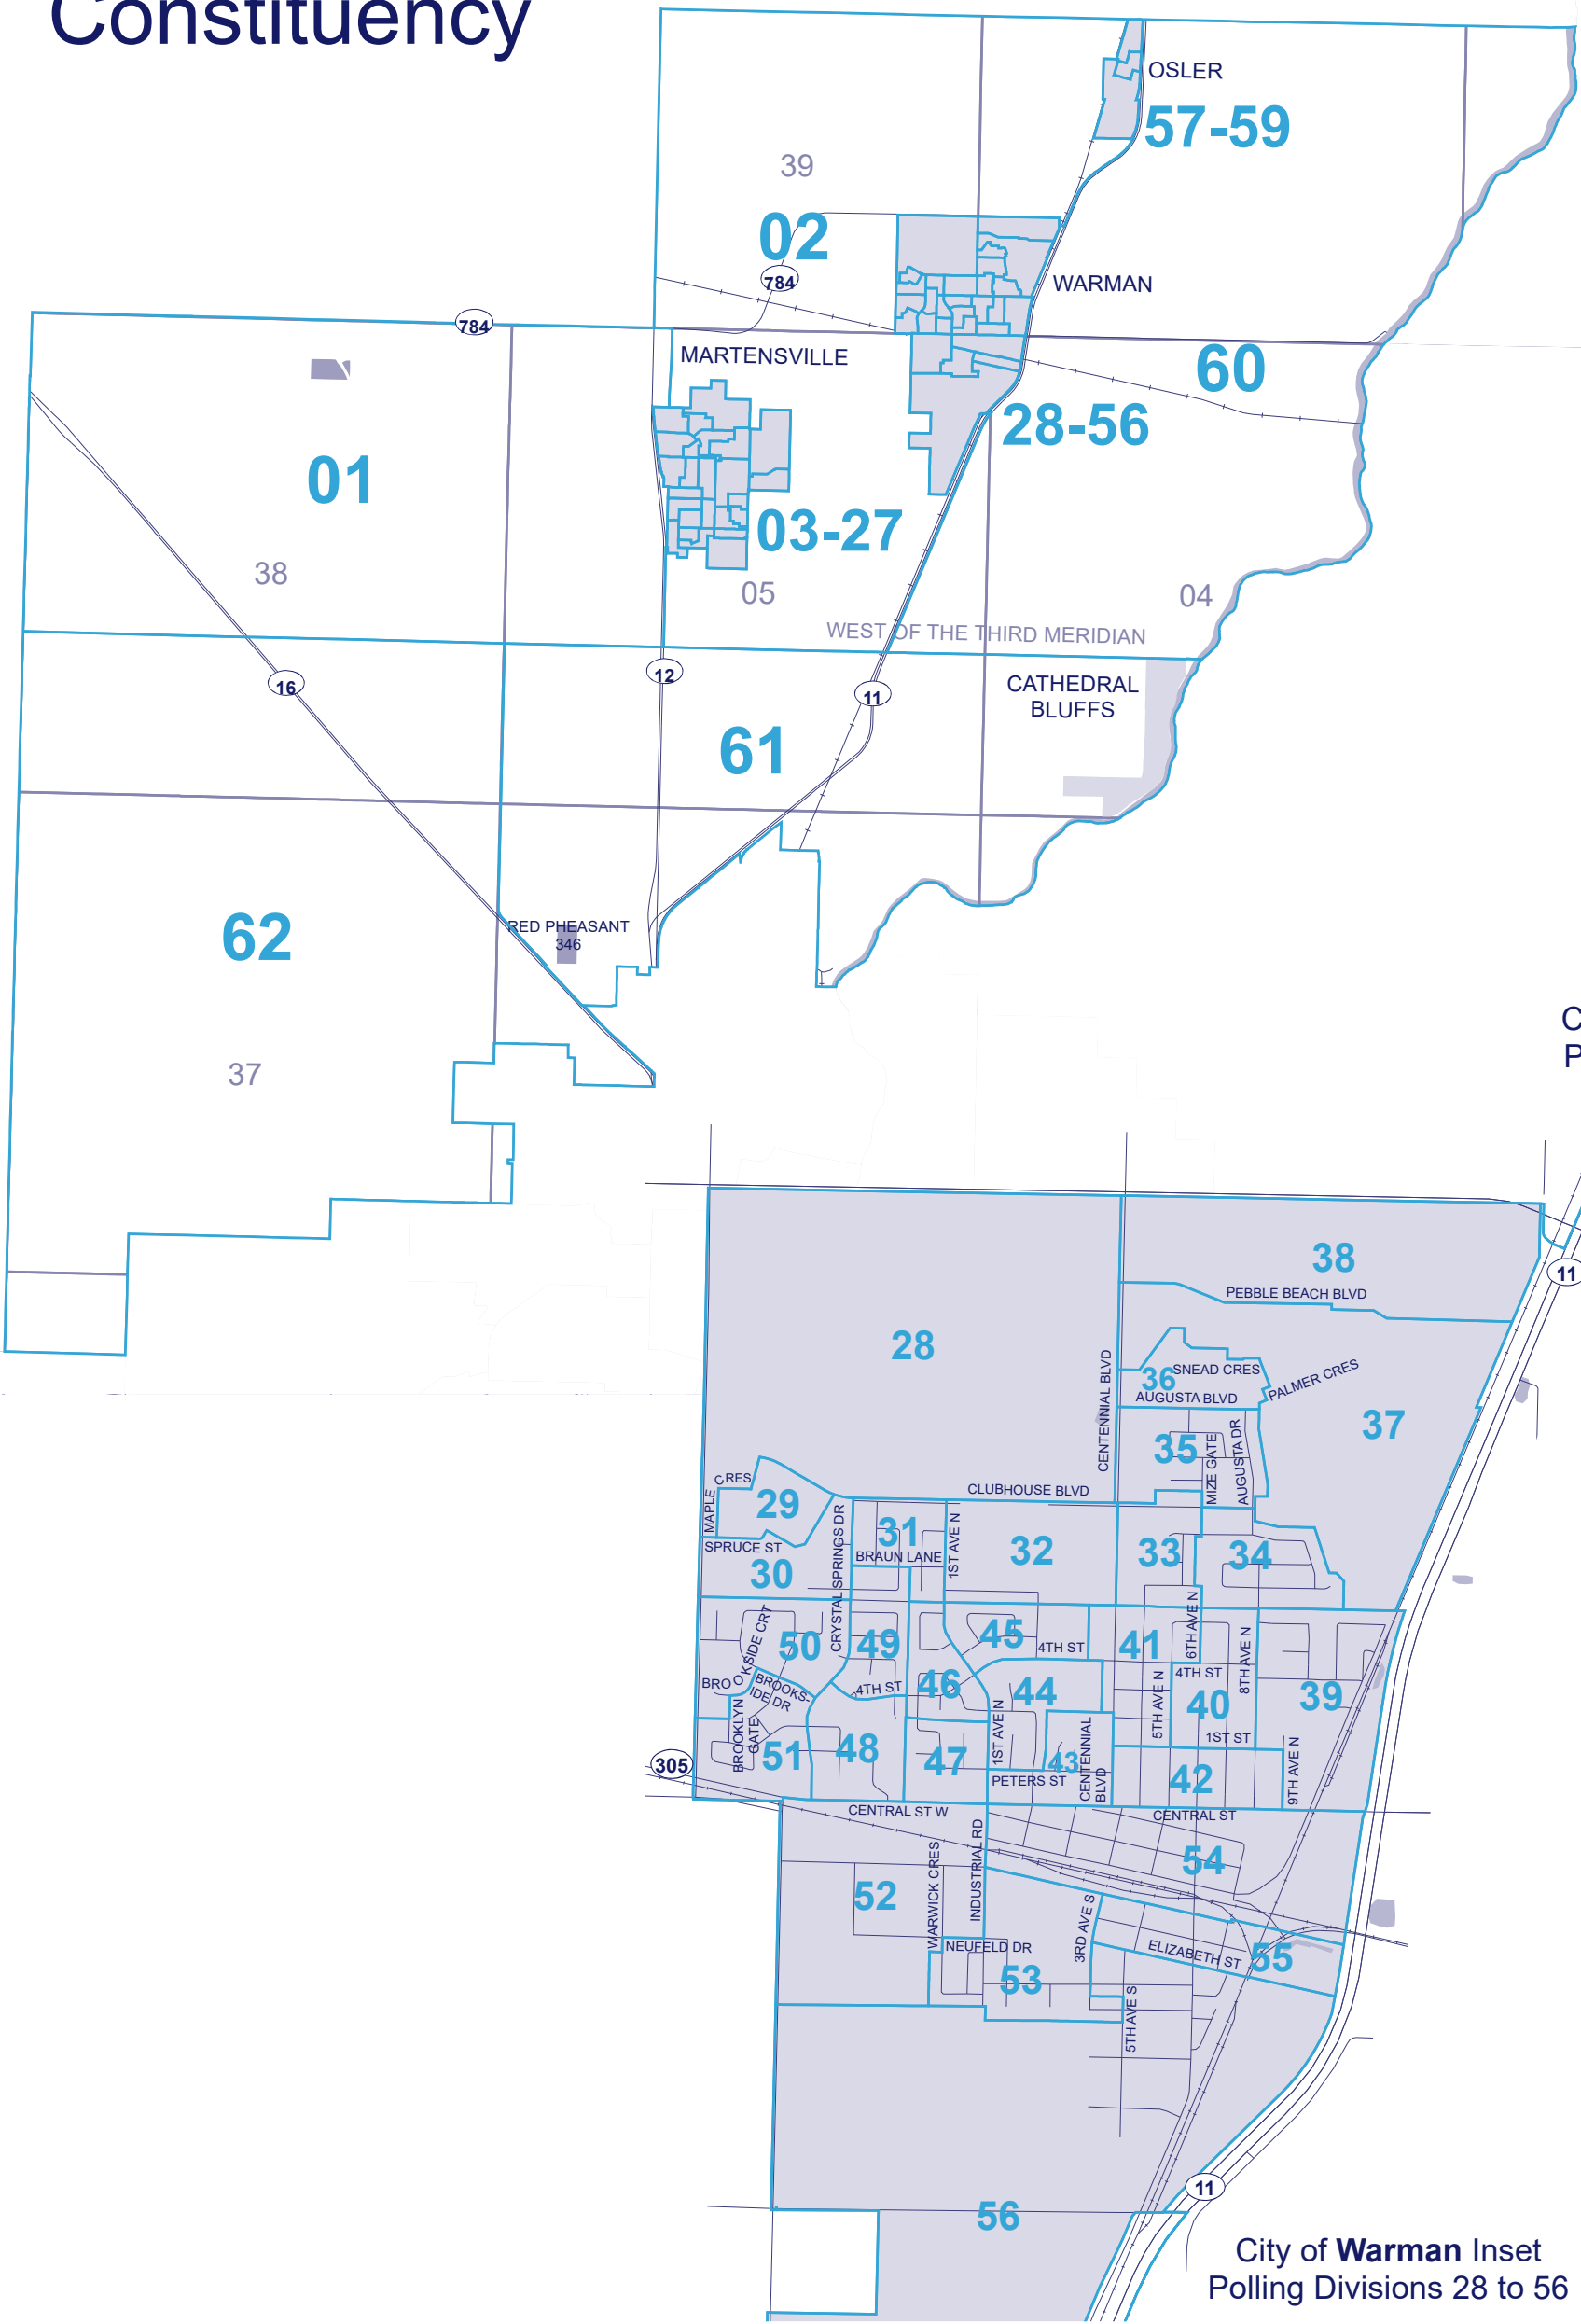 Constituency
OSLER
57-59
39
02
784
WARMAN
784
MARTENSVILLE
60
28-56
01
03-27
38
05
04
WEST OF THE THIRD MERIDIAN
16
12
11
CATHEDRAL
BLUFFS
61
62
RED PHEASANT
346
37
C
P
38
11
PEBBLE BEACH BLVD
28
CENTENNIAL BLVD
36
SNEAD CRES
PALMER CRES
AUGUSTA BLVD
37
35
MIZE GATE
AUGUSTA DR
MAPLE CRES
29
CLUBHOUSE BLVD
SPRUCE ST
30
CRYSTAL SPRINGS DR
31
BRAUN LANE
1ST AVE N
32
33
34
50
BROOKSIDE CRT
BROOKS-
IDE DR
49
4TH ST
45
4TH ST
41
6TH AVE N
4TH ST
8TH AVE N
46
44
5TH AVE N
40
39
1ST ST
BROOKLYN
GATE
51
48
47
1ST AVE N
43
CENTENNIAL
BLVD
42
9TH AVE N
305
PETERS ST
CENTRAL ST W
CENTRAL ST
54
52
WARWICK CRES
INDUSTRIAL RD
3RD AVE S
NEUFELD DR
ELIZABETH ST
55
53
5TH AVE S
11
56
City of Warman Inset
Polling Divisions 28 to 56